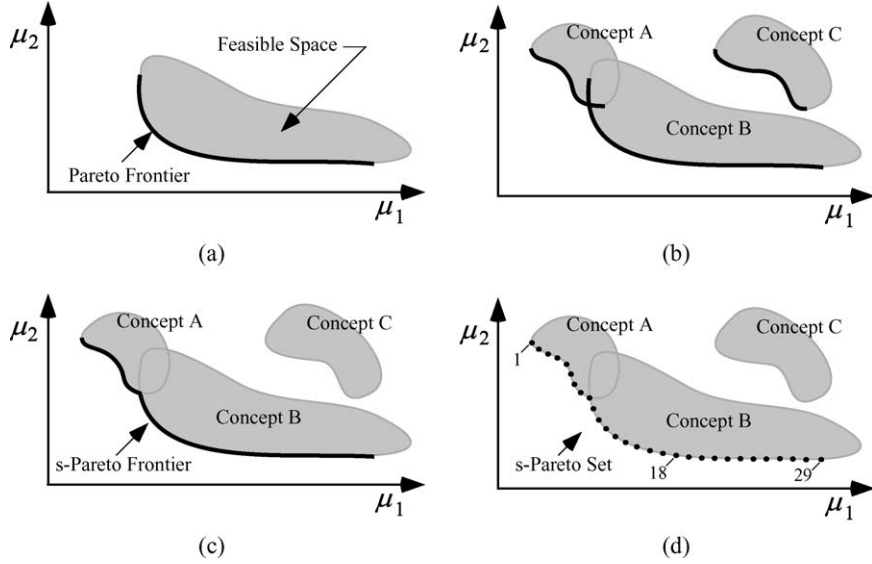 μ2
Feasible Space
Pareto Frontier
μ1
(a)
μ2
Concept A
Concept C
Concept B
μ1
(b)
μ2
Concept A
Concept C
Concept B
s-Pareto Frontier
μ1
(c)
μ2
Concept A
Concept C
1
Concept B
s-Pareto Set
18
29
μ1
(d)